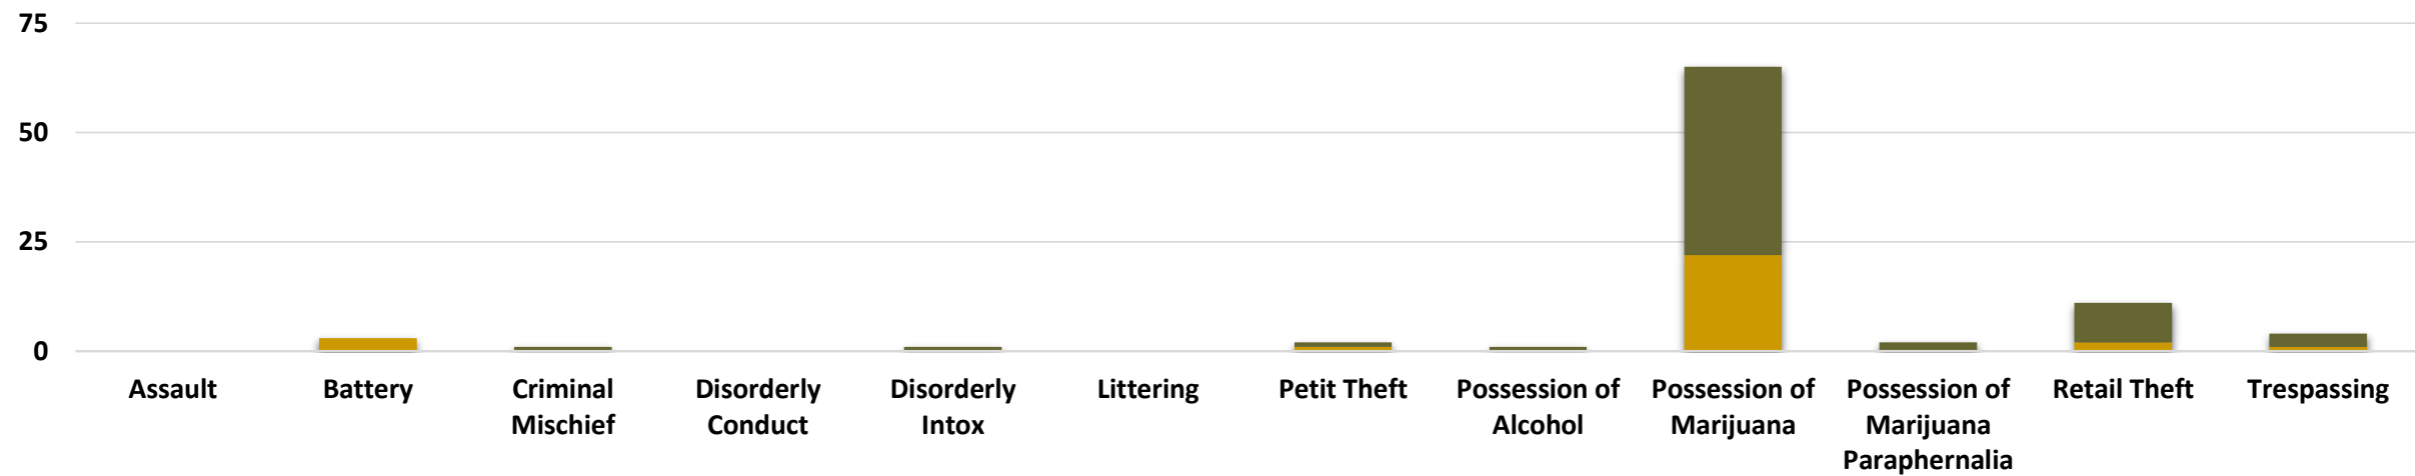 75
50
25
0
Assault
Battery
Criminal
Mischief
Disorderly
Conduct
Disorderly
Intox
Littering
Petit Theft
Possession of
Alcohol
Possession of
Marijuana
Possession of
Marijuana
Paraphernalia
Retail Theft
Trespassing